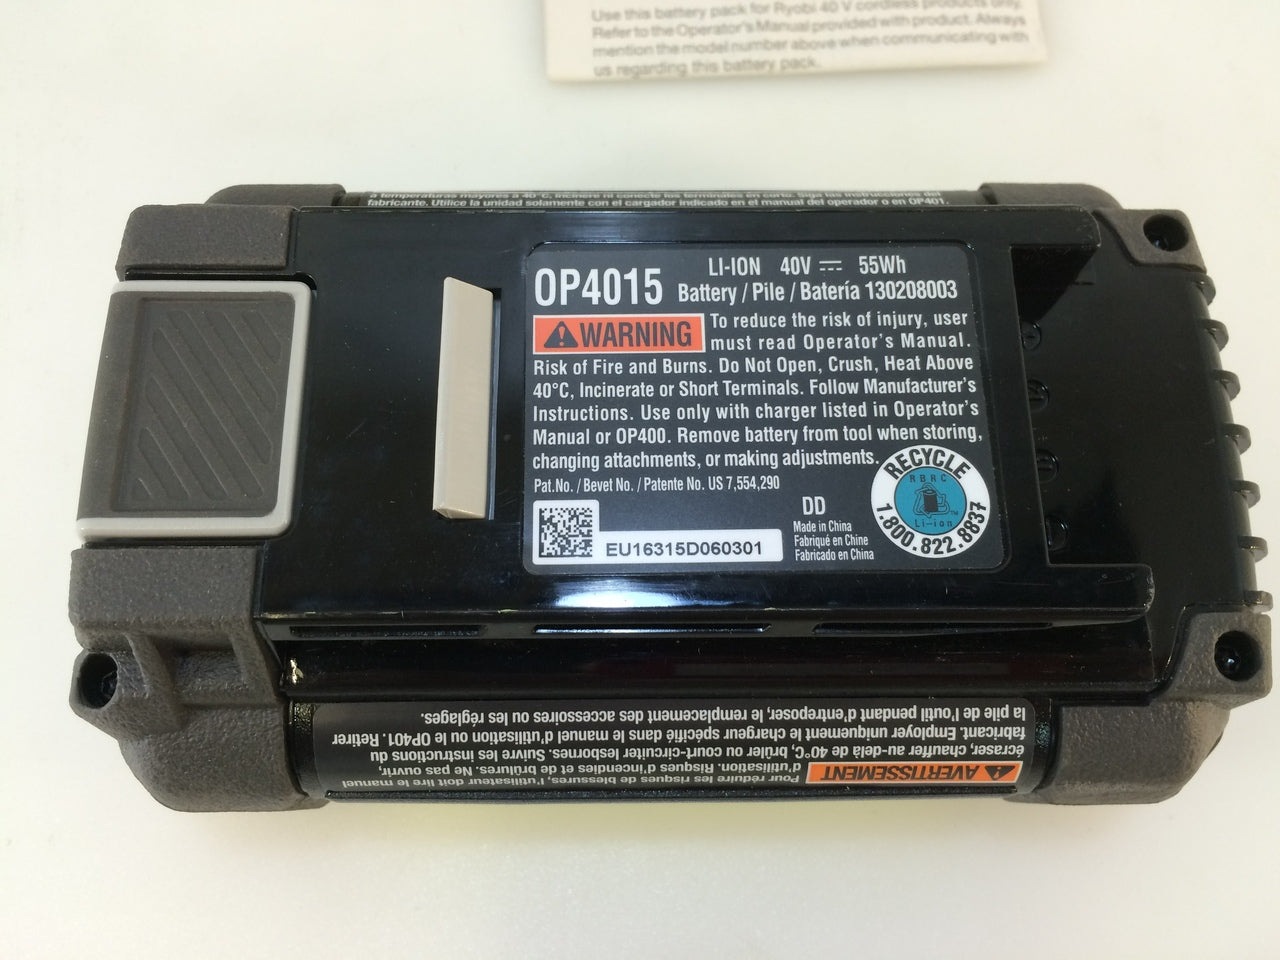 Use this battery pack for Ryobi 40 V cordless products only.
Refer to the Operator's Manual provided with product. Always
mention the model number above when communicating with
us regarding this battery pack.
a temperaturas mayores a 40°C, incinere ni conecte las terminales en corto. Siga las instrucciones del
fabricante. Utilice la unidad solamente con el cargador indicado en el manual del operador o en OP401.
OP4015
LI-ION 40V 55Wh
Battery / Pile / Batería 130208003
WARNING
To reduce the risk of injury, user
must read Operator's Manual.
Risk of Fire and Burns. Do Not Open, Crush, Heat Above
40°C, Incinerate or Short Terminals. Follow Manufacturer's
Instructions. Use only with charger listed in Operator's
Manual or OP400. Remove battery from tool when storing,
changing attachments, or making adjustments.
Pat.No. / Bevet No. / Patente No. US 7,554,290
EU16315D060301
DD
Made in China
Fabriqué en Chine
Fabricado en China
RECYCLE
RBRC
Li-ion
TM
1.800.822.8837
AVERTISSEMENT
Pour réduire les risques de blessures, l'utilisateur doit lire le manuel
d'utilisation. Risques d'incendies et de brûlures. Ne pas ouvrir,
écraser, chauffer au-delà de 40°C, ou brûler ou court-circuiter lesbornes. Suivre les instructions du
fabricant. Employer uniquement le chargeur spécifié dans le manuel d'utilisation ou le OP401. Retirer
la pile de l'outil pendant d'entreposer, le remplacement des accessoires ou les réglages.